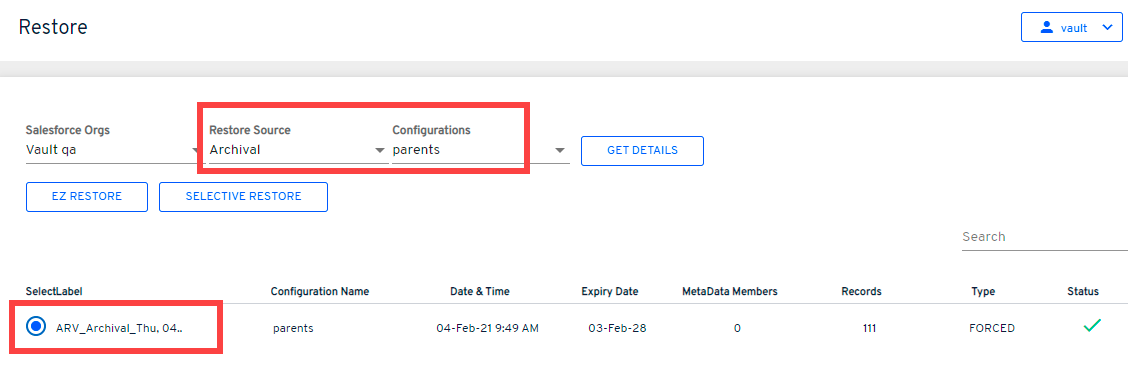 Restore
vault
Salesforce Orgs Restore Source Configurations
Vault qa Archival parents GET DETAILS
EZ RESTORE SELECTIVE RESTORE
Search
SelectLabel Configuration Name Date & Time Expiry Date MetaData Members Records Type Status
ARV_Archival_Thu, 04.. parents 04-Feb-21 9:49 AM 03-Feb-28 0 111 FORCED